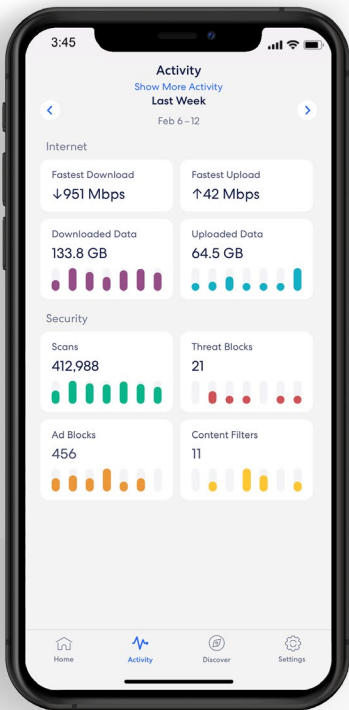 3:45
Activity
Show More Activity
Last Week
Feb 6–12
Internet
Fastest Download
↓951 Mbps
Fastest Upload
↑42 Mbps
Downloaded Data
133.8 GB
Uploaded Data
64.5 GB
Security
Scans
412,988
Threat Blocks
21
Ad Blocks
456
Content Filters
11
Home
Activity
Discover
Settings